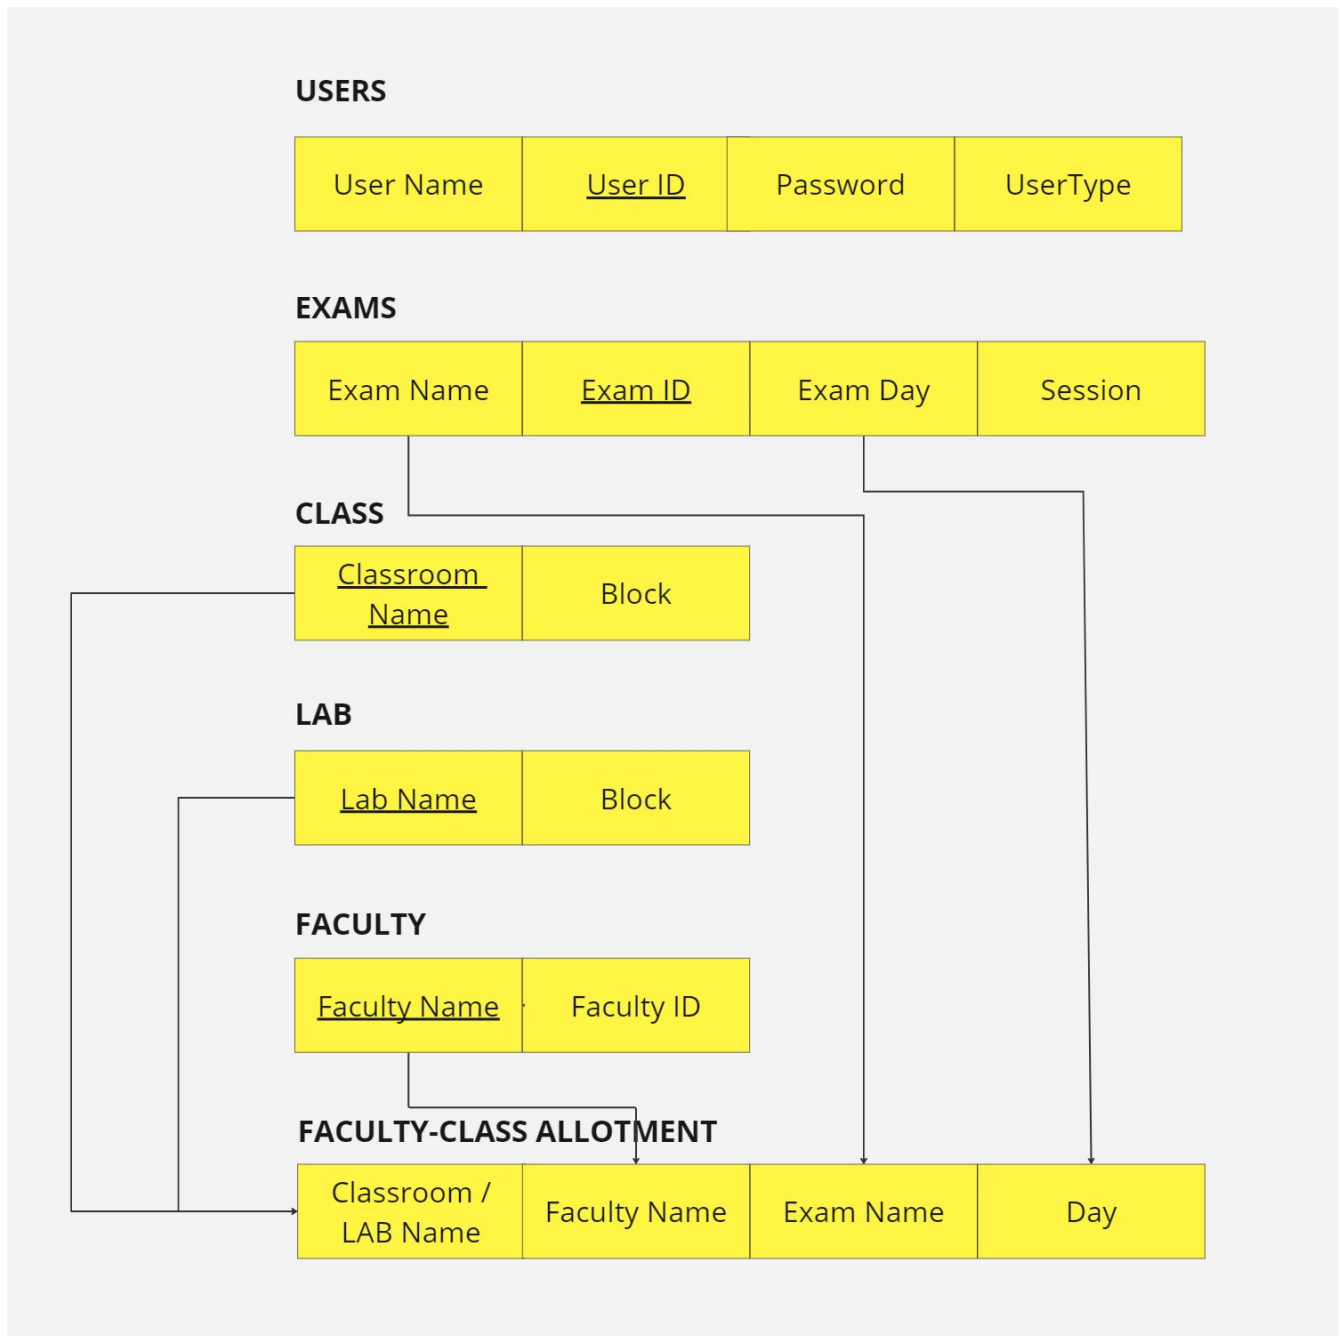 USERS
User Name User ID Password UserType
EXAMS
Exam Name Exam ID Exam Day Session
CLASS
Classroom
Name
Block
LAB
Lab Name Block
FACULTY
Faculty Name Faculty ID
FACULTY-CLASS ALLOTMENT
Classroom /
LAB Name
Faculty Name Exam Name Day